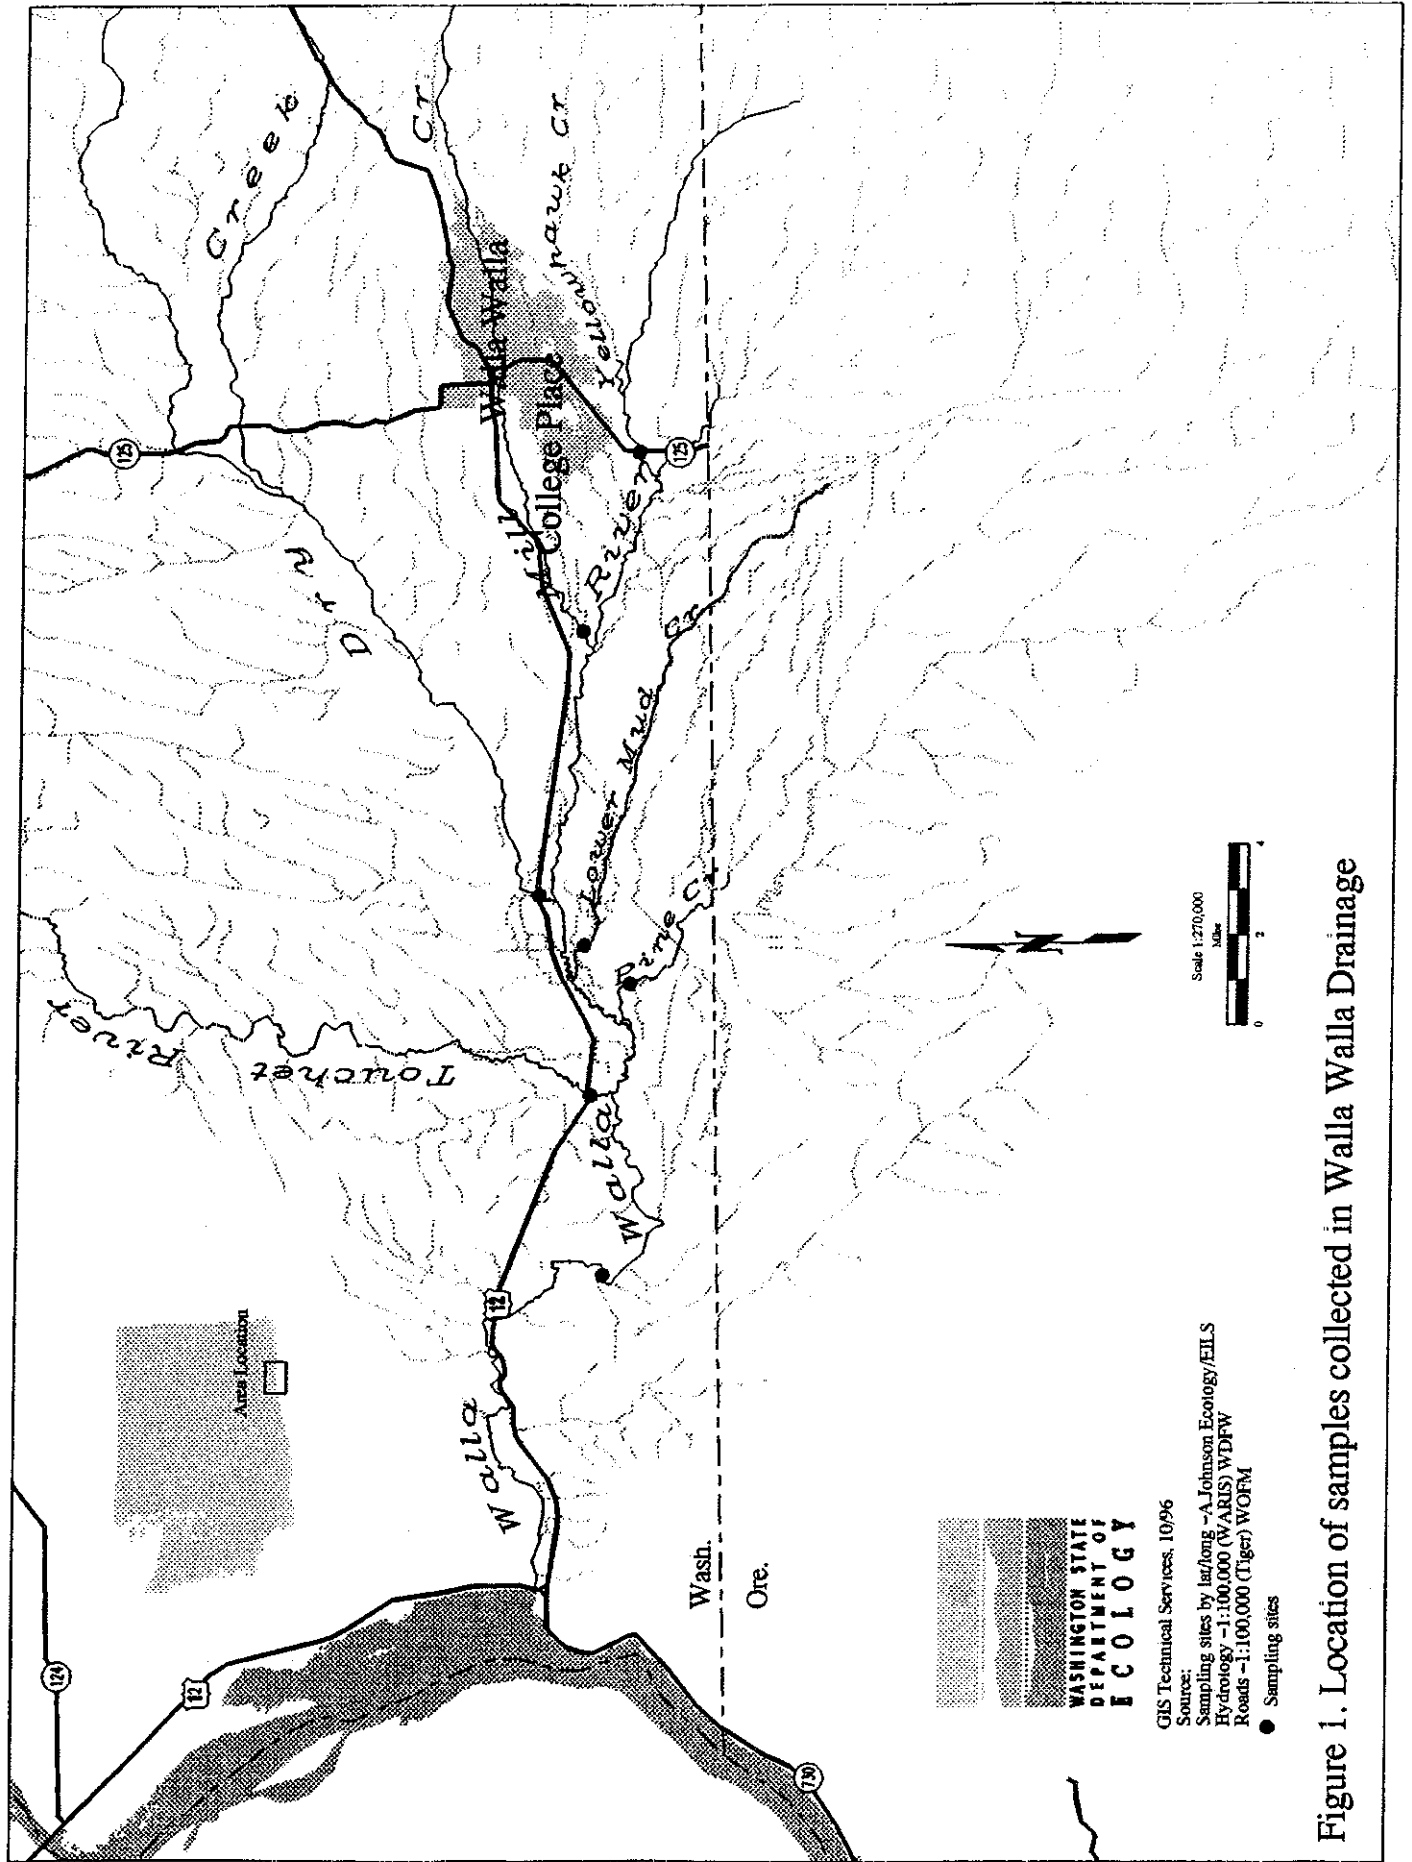 Area Location
124
12
12
125
125
730
Dry
Creek
Touchet
River
Mill
Cr
Walla Walla
College Place
Yellowhawk Cr
River
Walla
Walla
Lower Mud
Cr
Pine Cr
Wash.
Ore.
Scale 1:270,000
Miles
0 2 4
N
WASHINGTON STATE
DEPARTMENT OF
ECOLOGY
GIS Technical Services, 10/96
Source:
Sampling sites by lat/long -A.Johnson Ecology/EILS
Hydrology -1:100,000 (WARIS) WDFW
Roads -1:100,000 (Tiger) WOFM
Sampling sites
Figure 1. Location of samples collected in Walla Walla Drainage